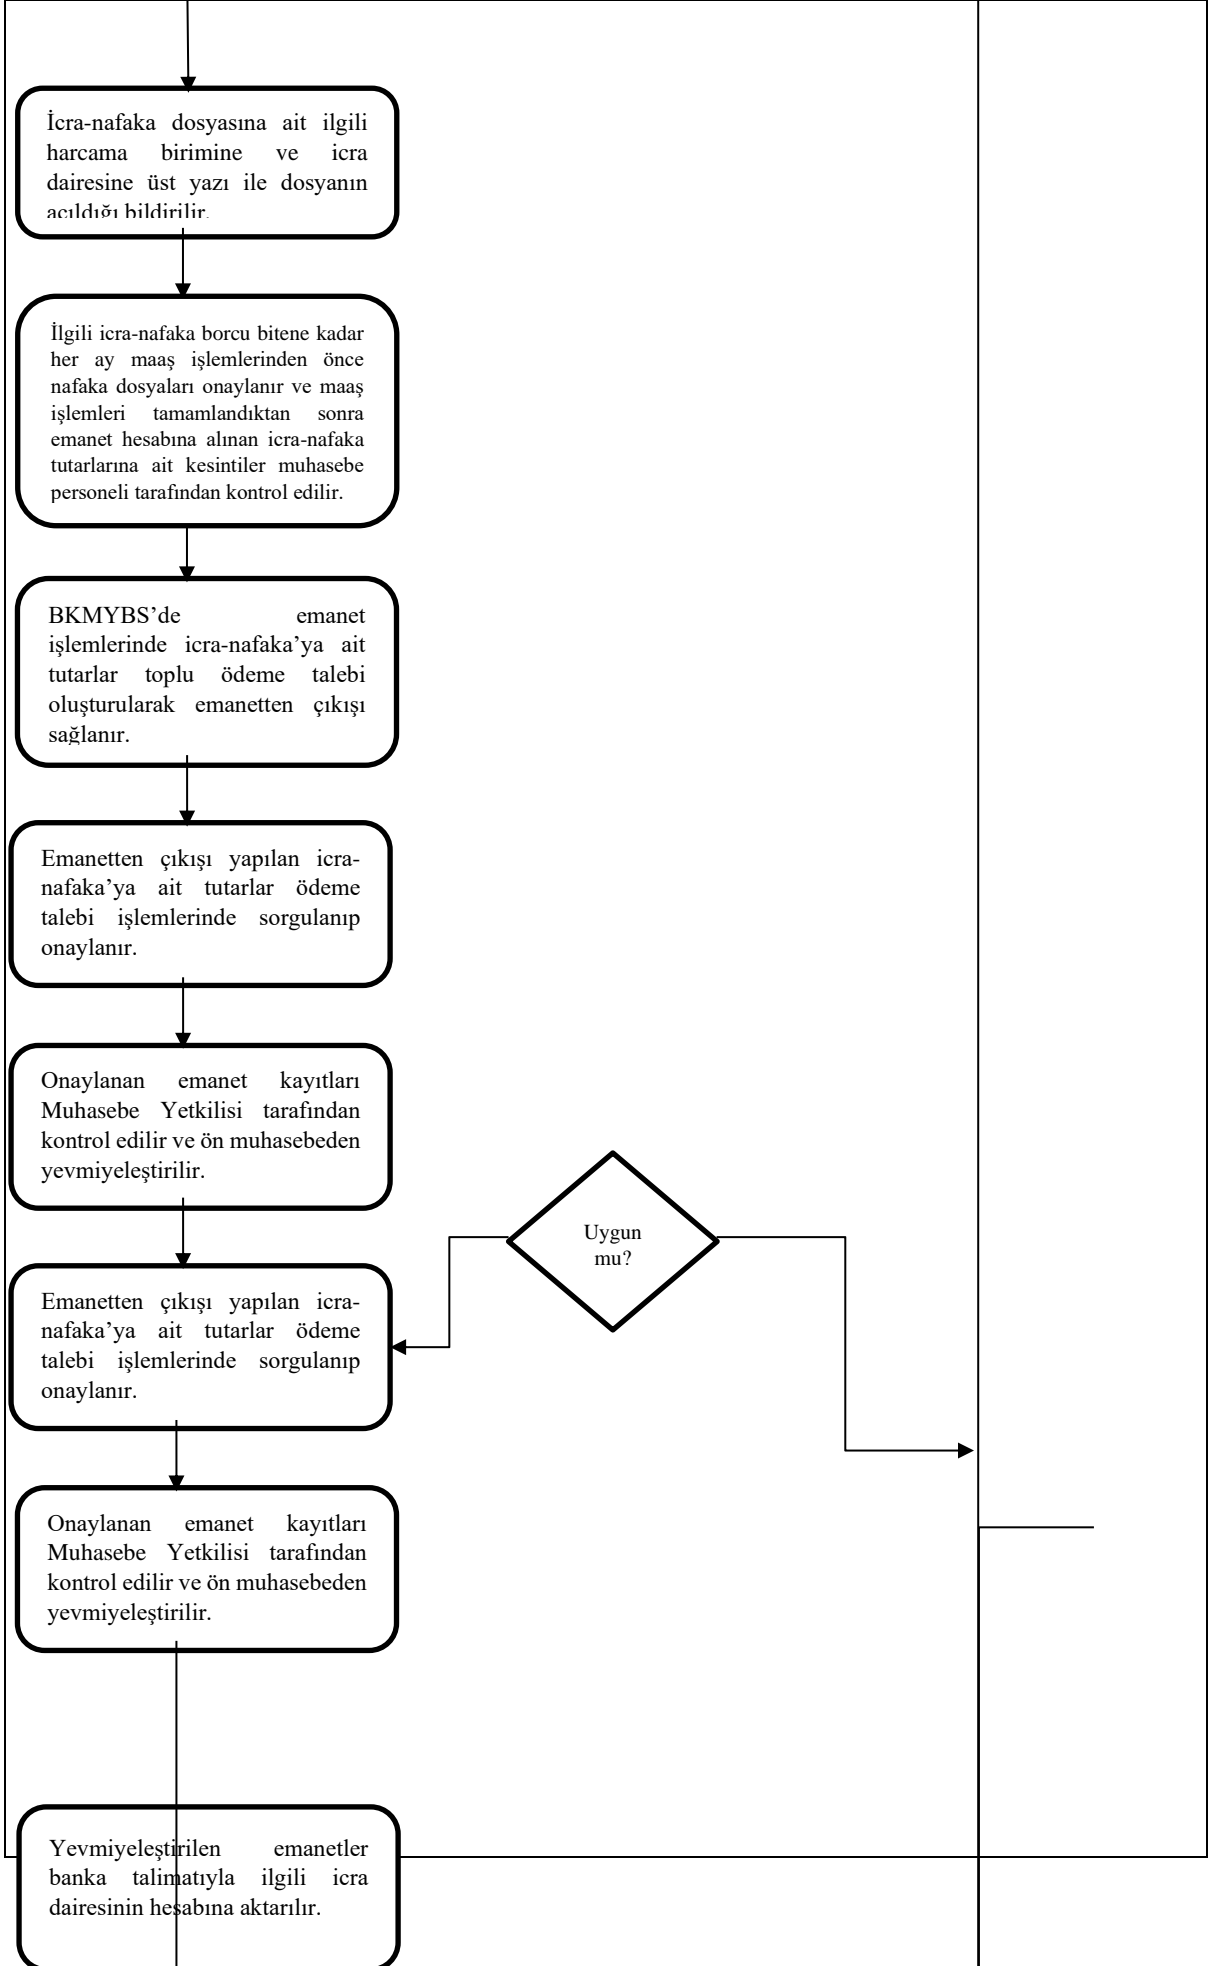 İcra-nafaka dosyasına ait ilgili
harcama birimine ve icra
dairesine üst yazı ile dosyanın
açıldığı bildirilir.
İlgili icra-nafaka borcu bitene kadar
her ay maaş işlemlerinden önce
nafaka dosyaları onaylanır ve maaş
işlemleri tamamlandıktan sonra
emanet hesabına alınan icra-nafaka
tutarlarına ait kesintiler muhasebe
personeli tarafından kontrol edilir.
BKMYBS’de emanet
işlemlerinde icra-nafaka’ya ait
tutarlar toplu ödeme talebi
oluşturularak emanetten çıkışı
sağlanır.
Emanetten çıkışı yapılan icra-
nafaka’ya ait tutarlar ödeme
talebi işlemlerinde sorgulanıp
onaylanır.
Onaylanan emanet kayıtları
Muhasebe Yetkilisi tarafından
kontrol edilir ve ön muhasebeden
yevmiyeleştirilir.
Uygun
mu?
Emanetten çıkışı yapılan icra-
nafaka’ya ait tutarlar ödeme
talebi işlemlerinde sorgulanıp
onaylanır.
Onaylanan emanet kayıtları
Muhasebe Yetkilisi tarafından
kontrol edilir ve ön muhasebeden
yevmiyeleştirilir.
Yevmiyeleştirilen emanetler
banka talimatıyla ilgili icra
dairesinin hesabına aktarılır.